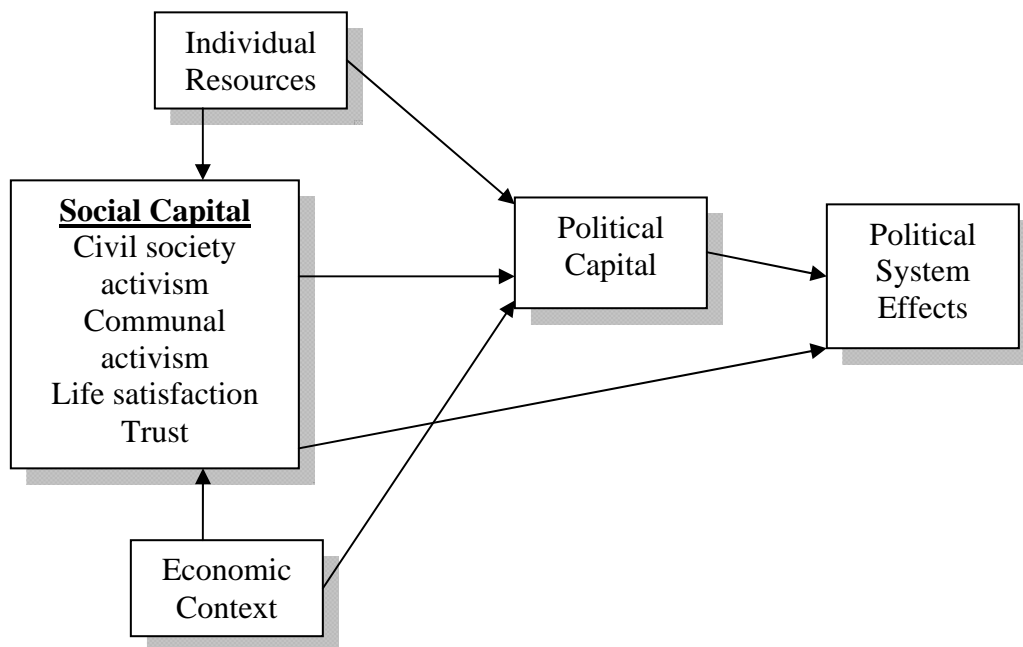 Individual
Resources
Social Capital
Civil society
activism
Communal
activism
Life satisfaction
Trust
Political
Capital
Political
System
Effects
Economic
Context